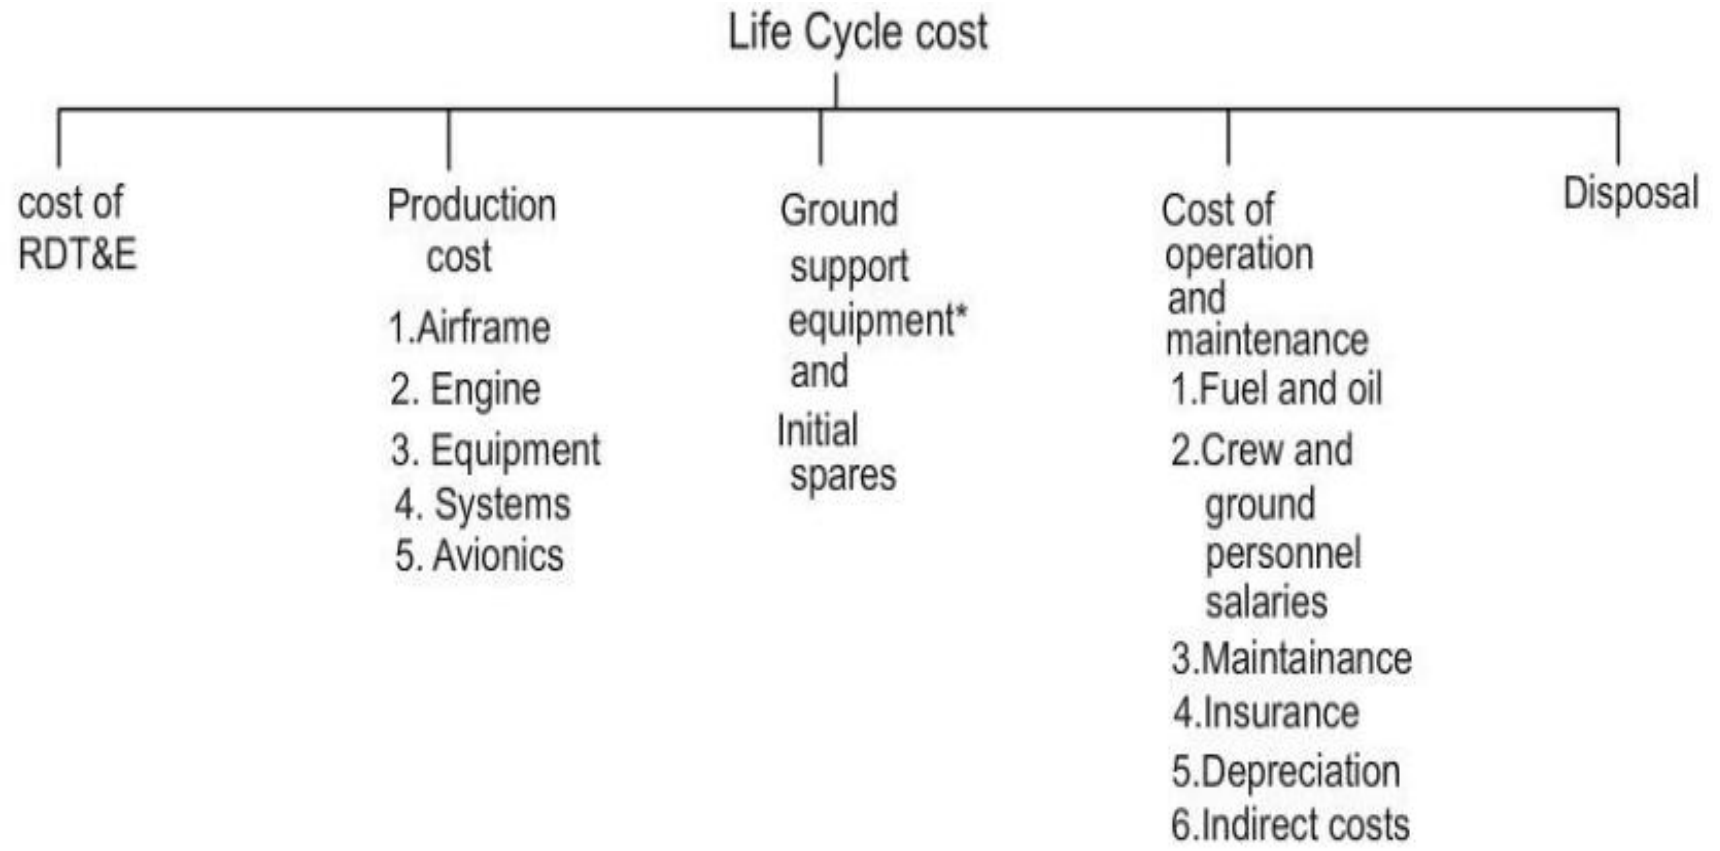 Life Cycle cost
cost of
RDT&E
Production
cost
1.Airframe
2. Engine
3. Equipment
4. Systems
5. Avionics
Ground
support
equipment*
and
Initial
spares
Cost of
operation
and
maintenance
1.Fuel and oil
2.Crew and
ground
personnel
salaries
3.Maintainance
4.Insurance
5.Depreciation
6.Indirect costs
Disposal